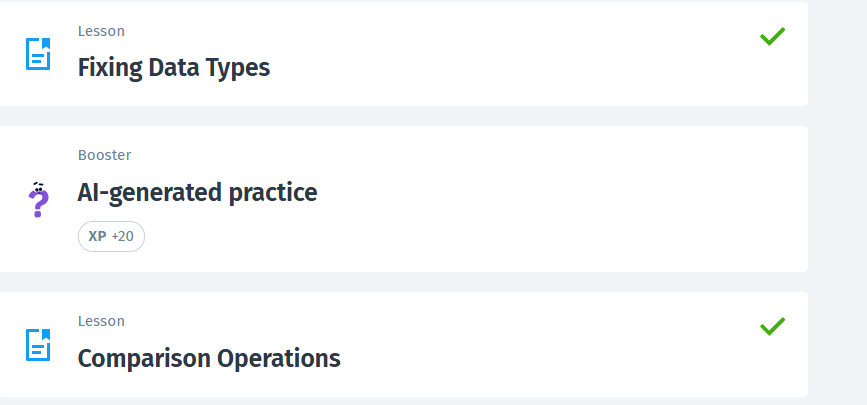 Lesson
Fixing Data Types
Booster
AI-generated practice
XP +20
Lesson
Comparison Operations